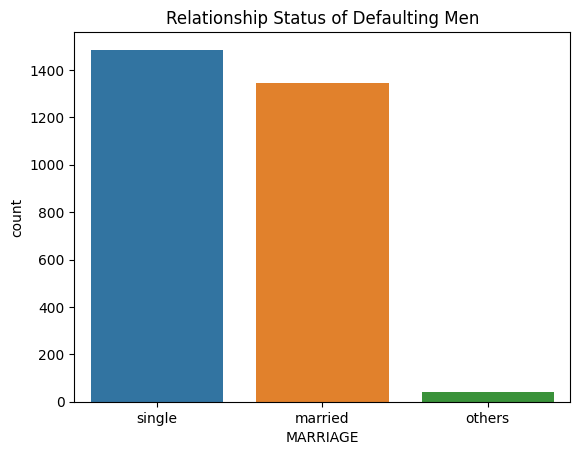 Relationship Status of Defaulting Men
1400
1200
1000
800
600
400
200
0
count
single married others
MARRIAGE